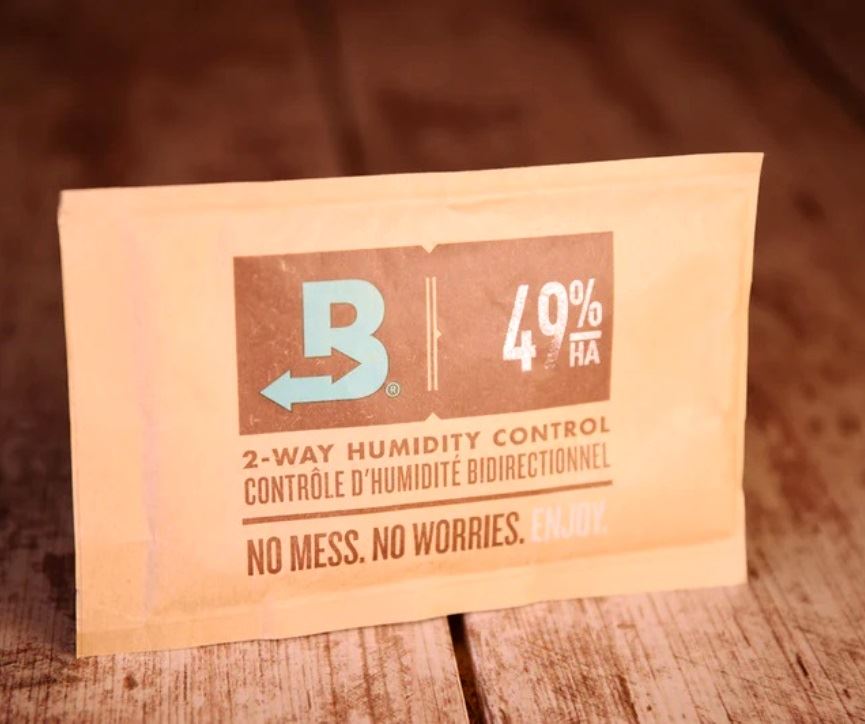 B®
49%
HA
2-WAY HUMIDITY CONTROL
CONTRÔLE D'HUMIDITÉ BIDIRECTIONNEL
NO MESS. NO WORRIES. ENJOY.